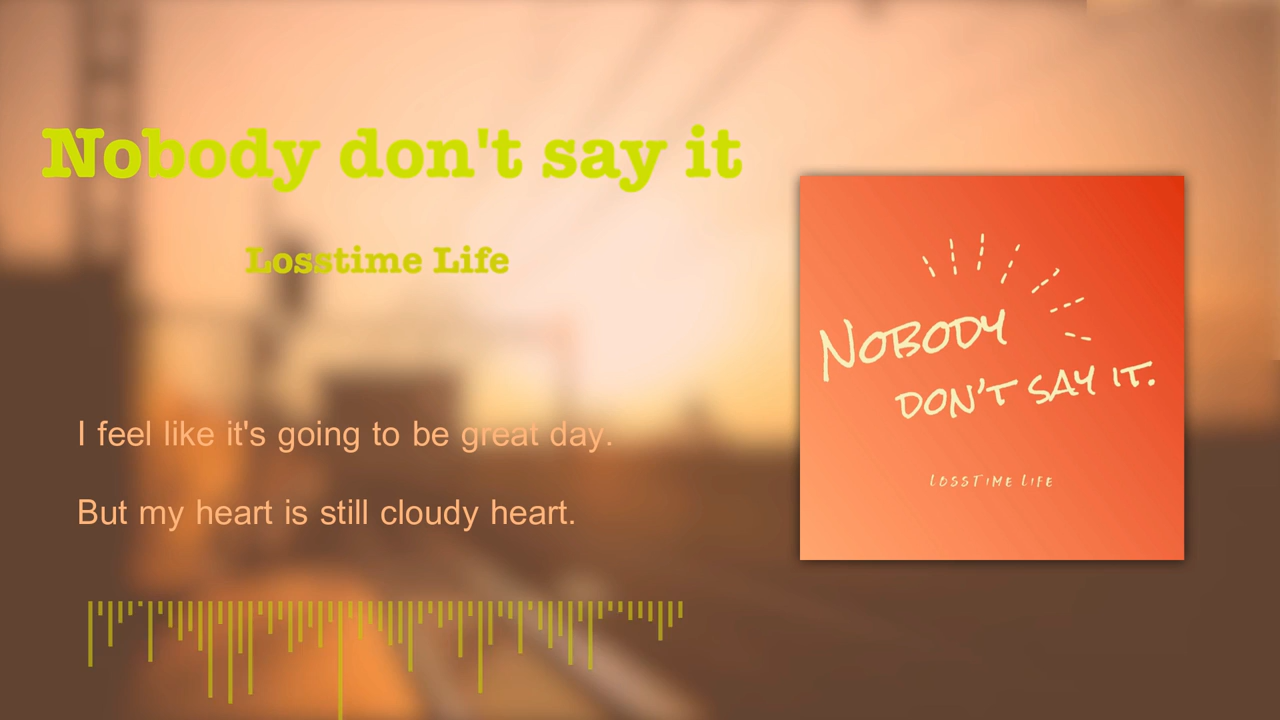 Nobody don't say it
Losstime Life
I feel like it's going to be great day.
But my heart is still cloudy heart.
NOBODY
DON'T SAY IT.
LOSSTIME LIFE